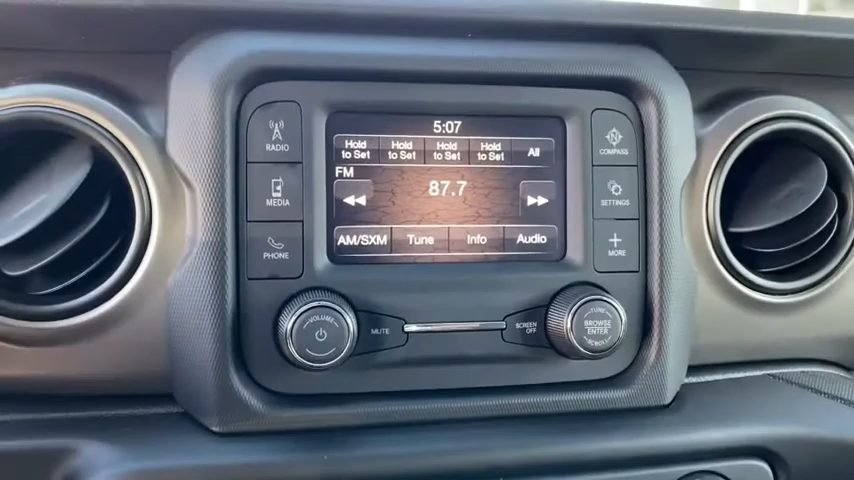 5:07
Hold to Set Hold to Set Hold to Set Hold to Set All
FM
87.7
AM/SXM Tune Info Audio
RADIO
MEDIA
PHONE
N
COMPASS
SETTINGS
MORE
VOLUME
MUTE
SCREEN OFF
TUNE
BROWSE
ENTER
SCROLL